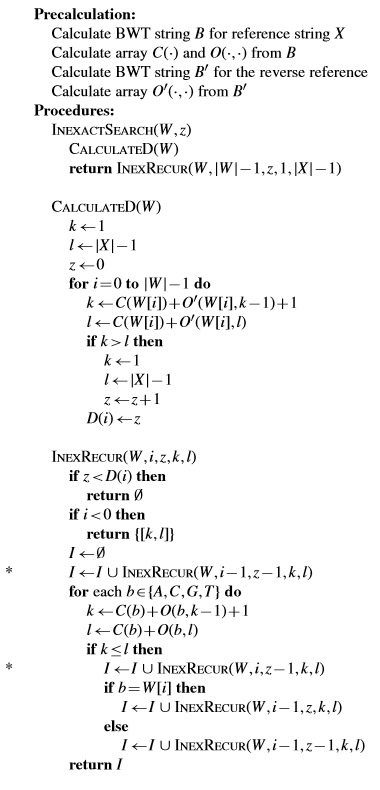 Precalculation:
Calculate BWT string B for reference string X
Calculate array C(·) and O(·,·) from B
Calculate BWT string B′ for the reverse reference
Calculate array O′(·,·) from B′
Procedures:
INEXACTSEARCH(W,z)
CALCULATED(W)
return INEXRECUR(W,|W|−1,z,1,|X|−1)
CALCULATED(W)
k←1
l←|X|−1
z←0
for i=0 to |W|−1 do
k←C(W[i])+O′(W[i],k−1)+1
l←C(W[i])+O′(W[i],l)
if k>l then
k←1
l←|X|−1
z←z+1
D(i)←z
INEXRECUR(W,i,z,k,l)
if z<D(i) then
return ∅
if i<0 then
return {[k,l]}
I←∅
* I←I∪INEXRECUR(W,i−1,z−1,k,l)
for each b∈{A,C,G,T} do
k←C(b)+O(b,k−1)+1
l←C(b)+O(b,l)
if k≤l then
* I←I∪INEXRECUR(W,i,z−1,k,l)
if b=W[i] then
I←I∪INEXRECUR(W,i−1,z,k,l)
else
I←I∪INEXRECUR(W,i−1,z−1,k,l)
return I